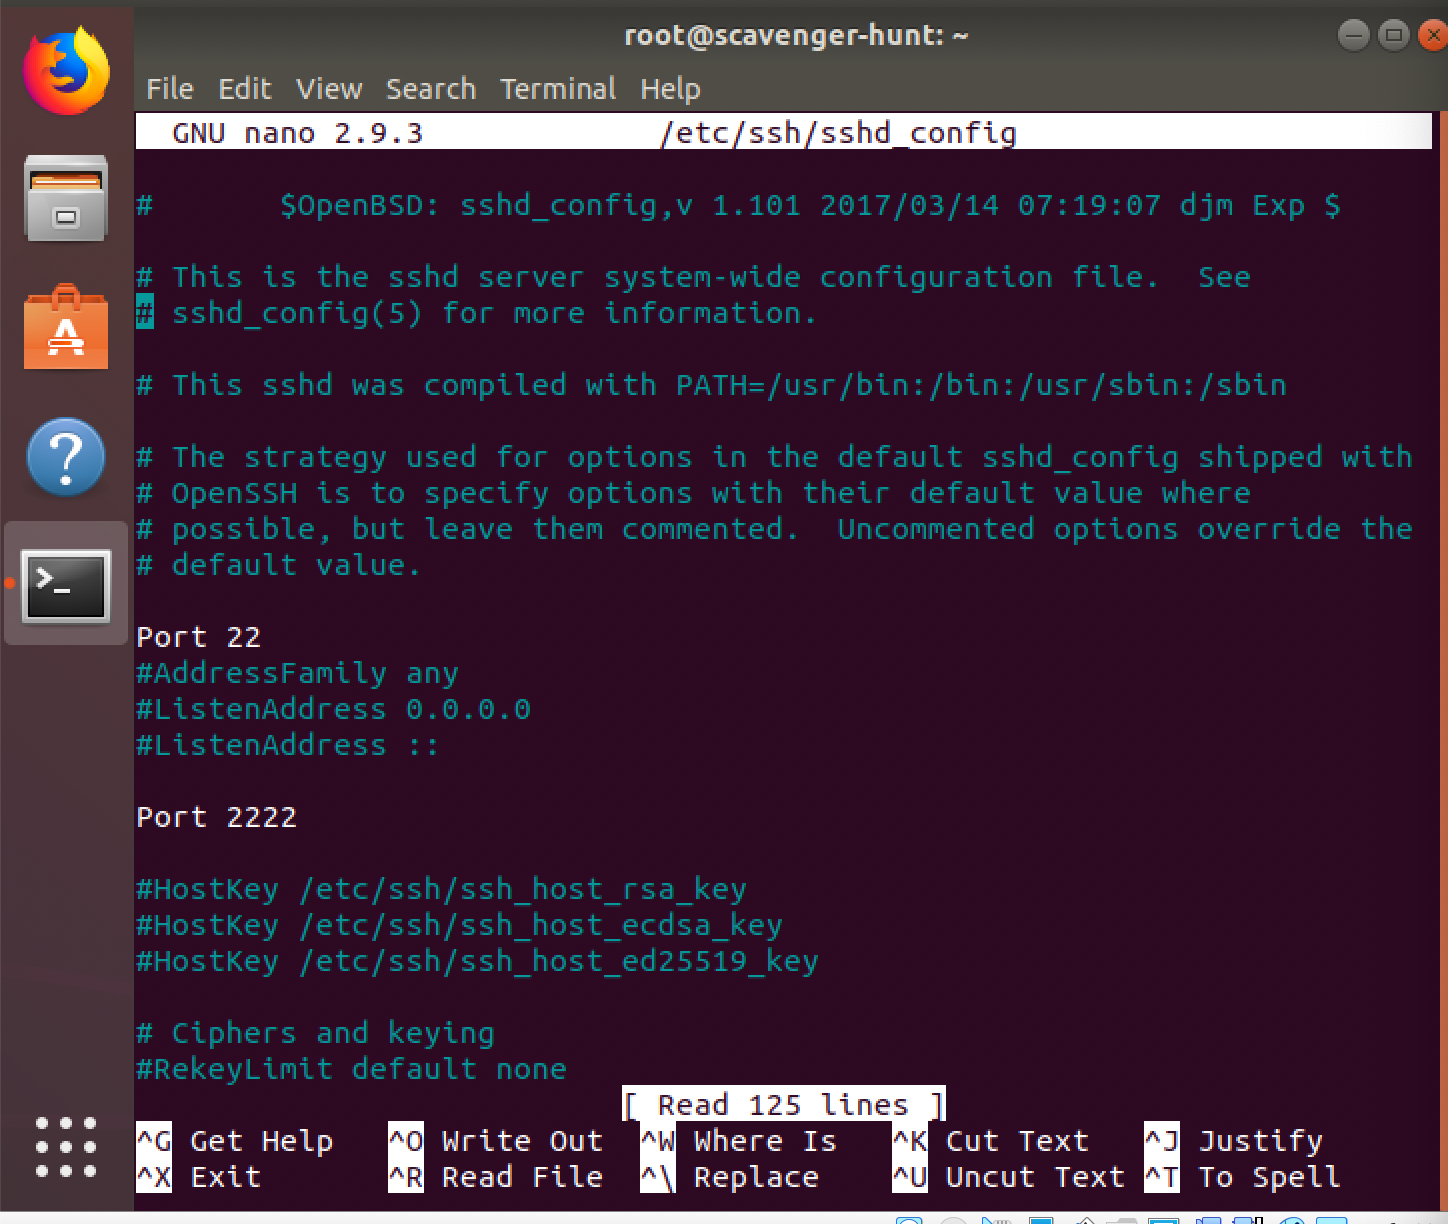 root@scavenger-hunt: ~
File Edit View Search Terminal Help
GNU nano 2.9.3 /etc/ssh/sshd_config
# $OpenBSD: sshd_config,v 1.101 2017/03/14 07:19:07 djm Exp $
# This is the sshd server system-wide configuration file.  See
# sshd_config(5) for more information.
# This sshd was compiled with PATH=/usr/bin:/bin:/usr/sbin:/sbin
# The strategy used for options in the default sshd_config shipped with
# OpenSSH is to specify options with their default value where
# possible, but leave them commented.  Uncommented options override the
# default value.
Port 22
#AddressFamily any
#ListenAddress 0.0.0.0
#ListenAddress ::
Port 2222
#HostKey /etc/ssh/ssh_host_rsa_key
#HostKey /etc/ssh/ssh_host_ecdsa_key
#HostKey /etc/ssh/ssh_host_ed25519_key
# Ciphers and keying
#RekeyLimit default none
[ Read 125 lines ]
^G Get Help ^O Write Out ^W Where Is ^K Cut Text ^J Justify
^X Exit ^R Read File ^\ Replace ^U Uncut Text ^T To Spell